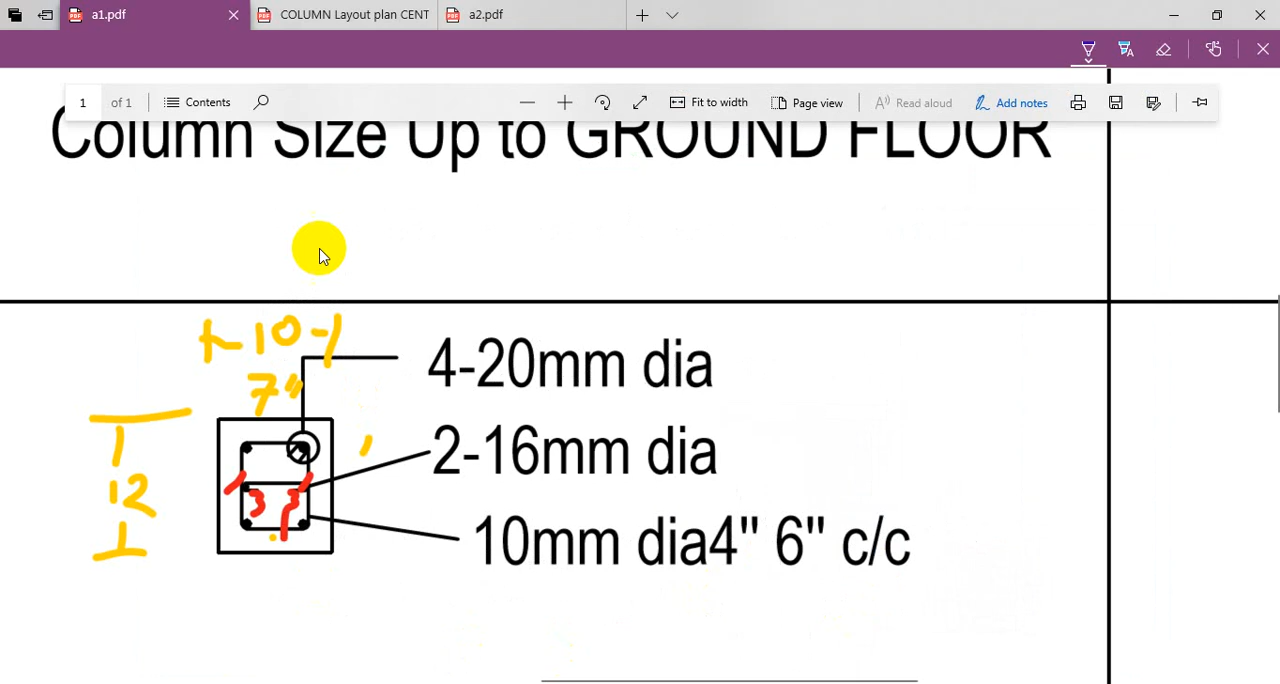 a1.pdf
COLUMN Layout plan CENT
a2.pdf
1 of 1
Contents
Fit to width
Page view
Read aloud
Add notes
Column Size Up to GROUND FLOOR
10
7"
4-20mm dia
2-16mm dia
12
10mm dia4" 6" c/c